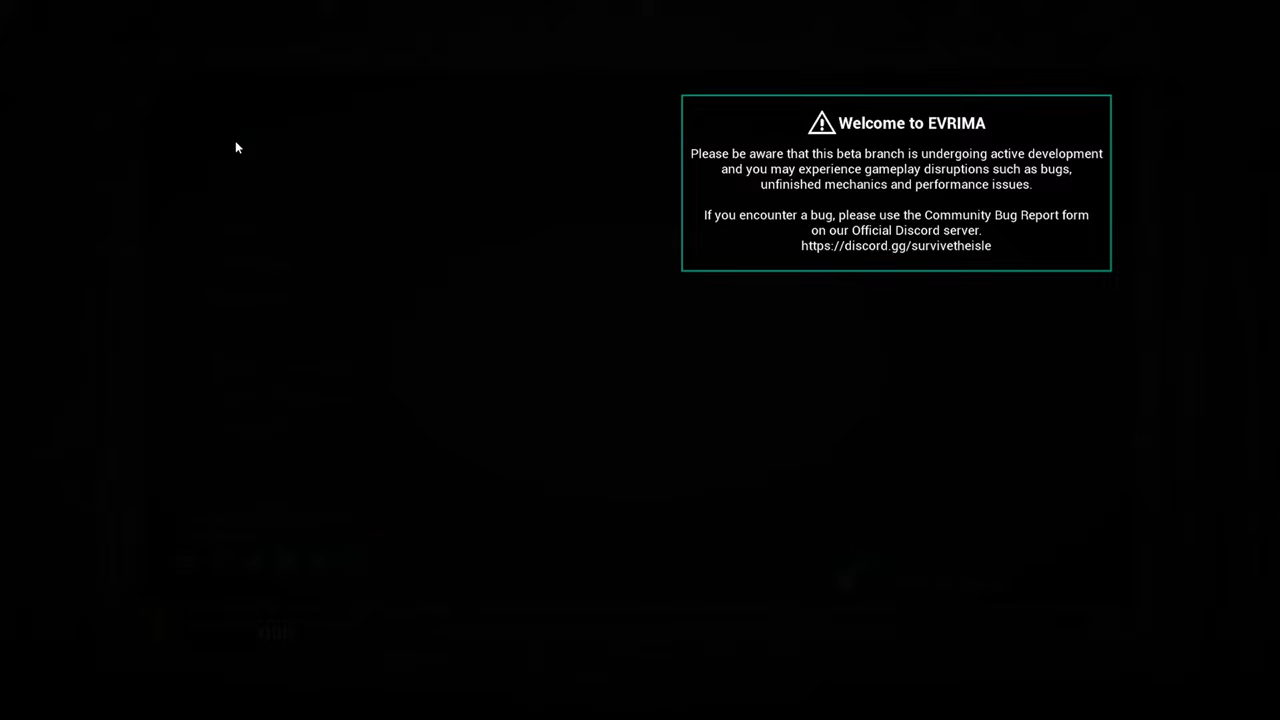 Welcome to EVRIMA
Please be aware that this beta branch is undergoing active development
and you may experience gameplay disruptions such as bugs,
unfinished mechanics and performance issues.
If you encounter a bug, please use the Community Bug Report form
on our Official Discord server.
https://discord.gg/survivetheisle